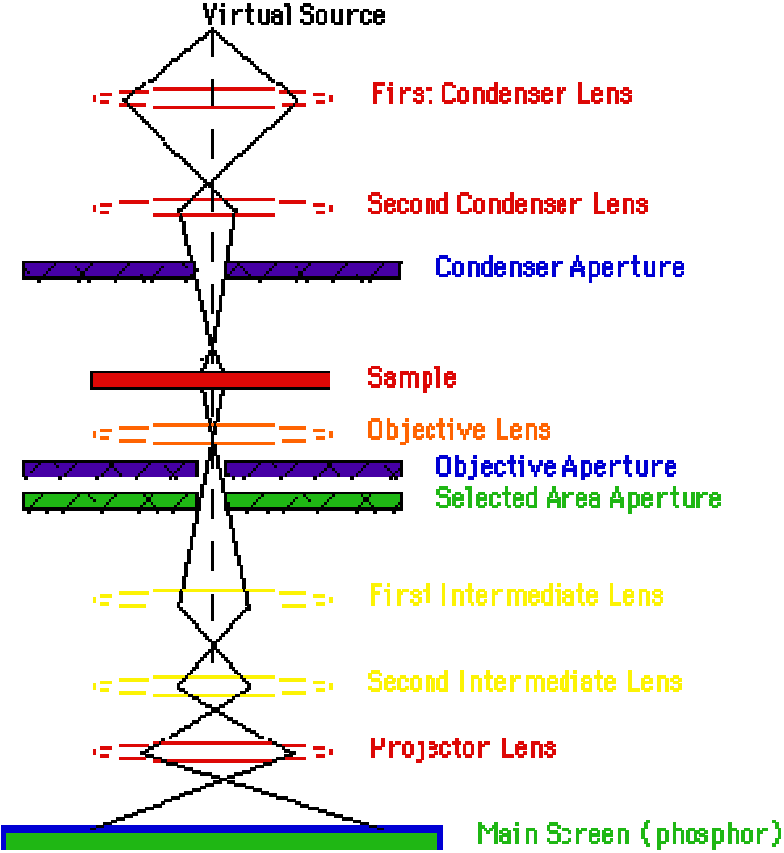 Virtual Source
First Condenser Lens
Second Condenser Lens
Condenser Aperture
Sample
Objective Lens
Objective Aperture
Selected Area Aperture
First Intermediate Lens
Second Intermediate Lens
Projector Lens
Main Screen (phosphor)